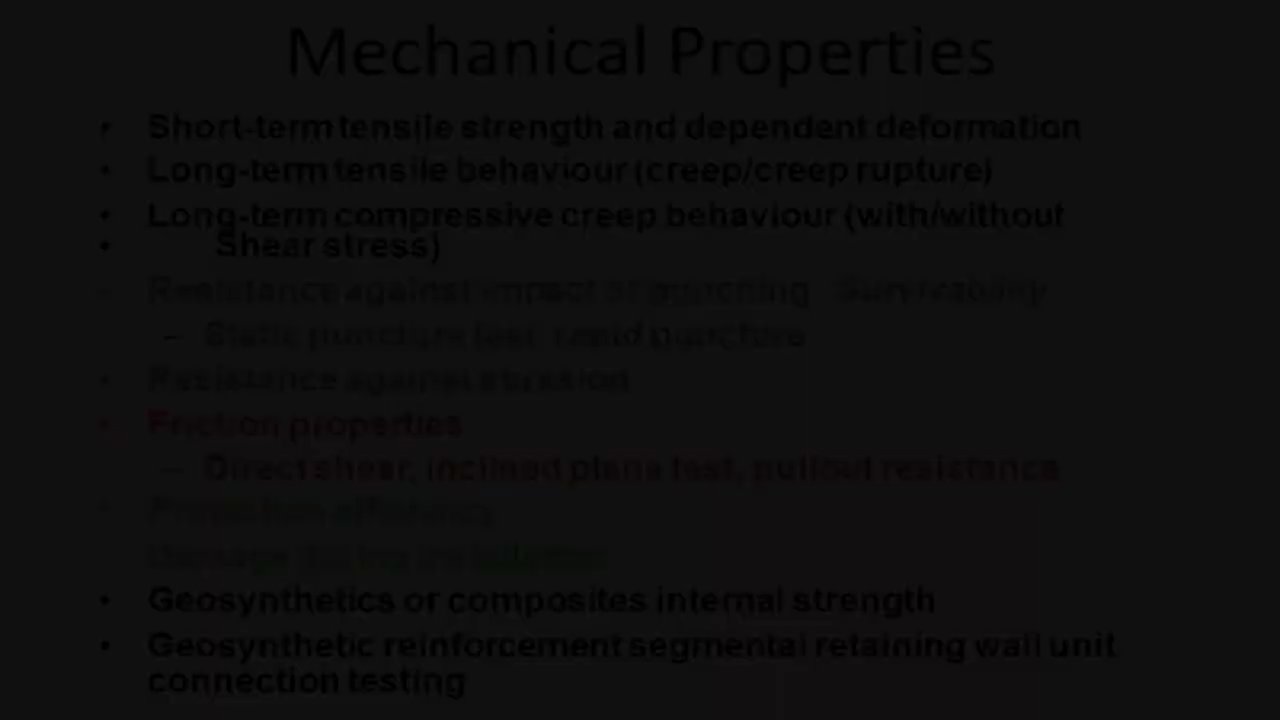 Mechanical Properties
• Short-term tensile strength and dependent deformation
• Long-term tensile behaviour (creep/creep rupture)
• Long-term compressive creep behaviour (with/without
• Shear stress)
Resistance against impact or punching Survivability
– Static puncture test, rapid puncture
• Resistance against abrasion
• Friction properties
– Direct shear, inclined plane test, pullout resistance
• Protection efficiency
Damage during installation
• Geosynthetics or composites internal strength
• Geosynthetic reinforcement segmental retaining wall unit
connection testing